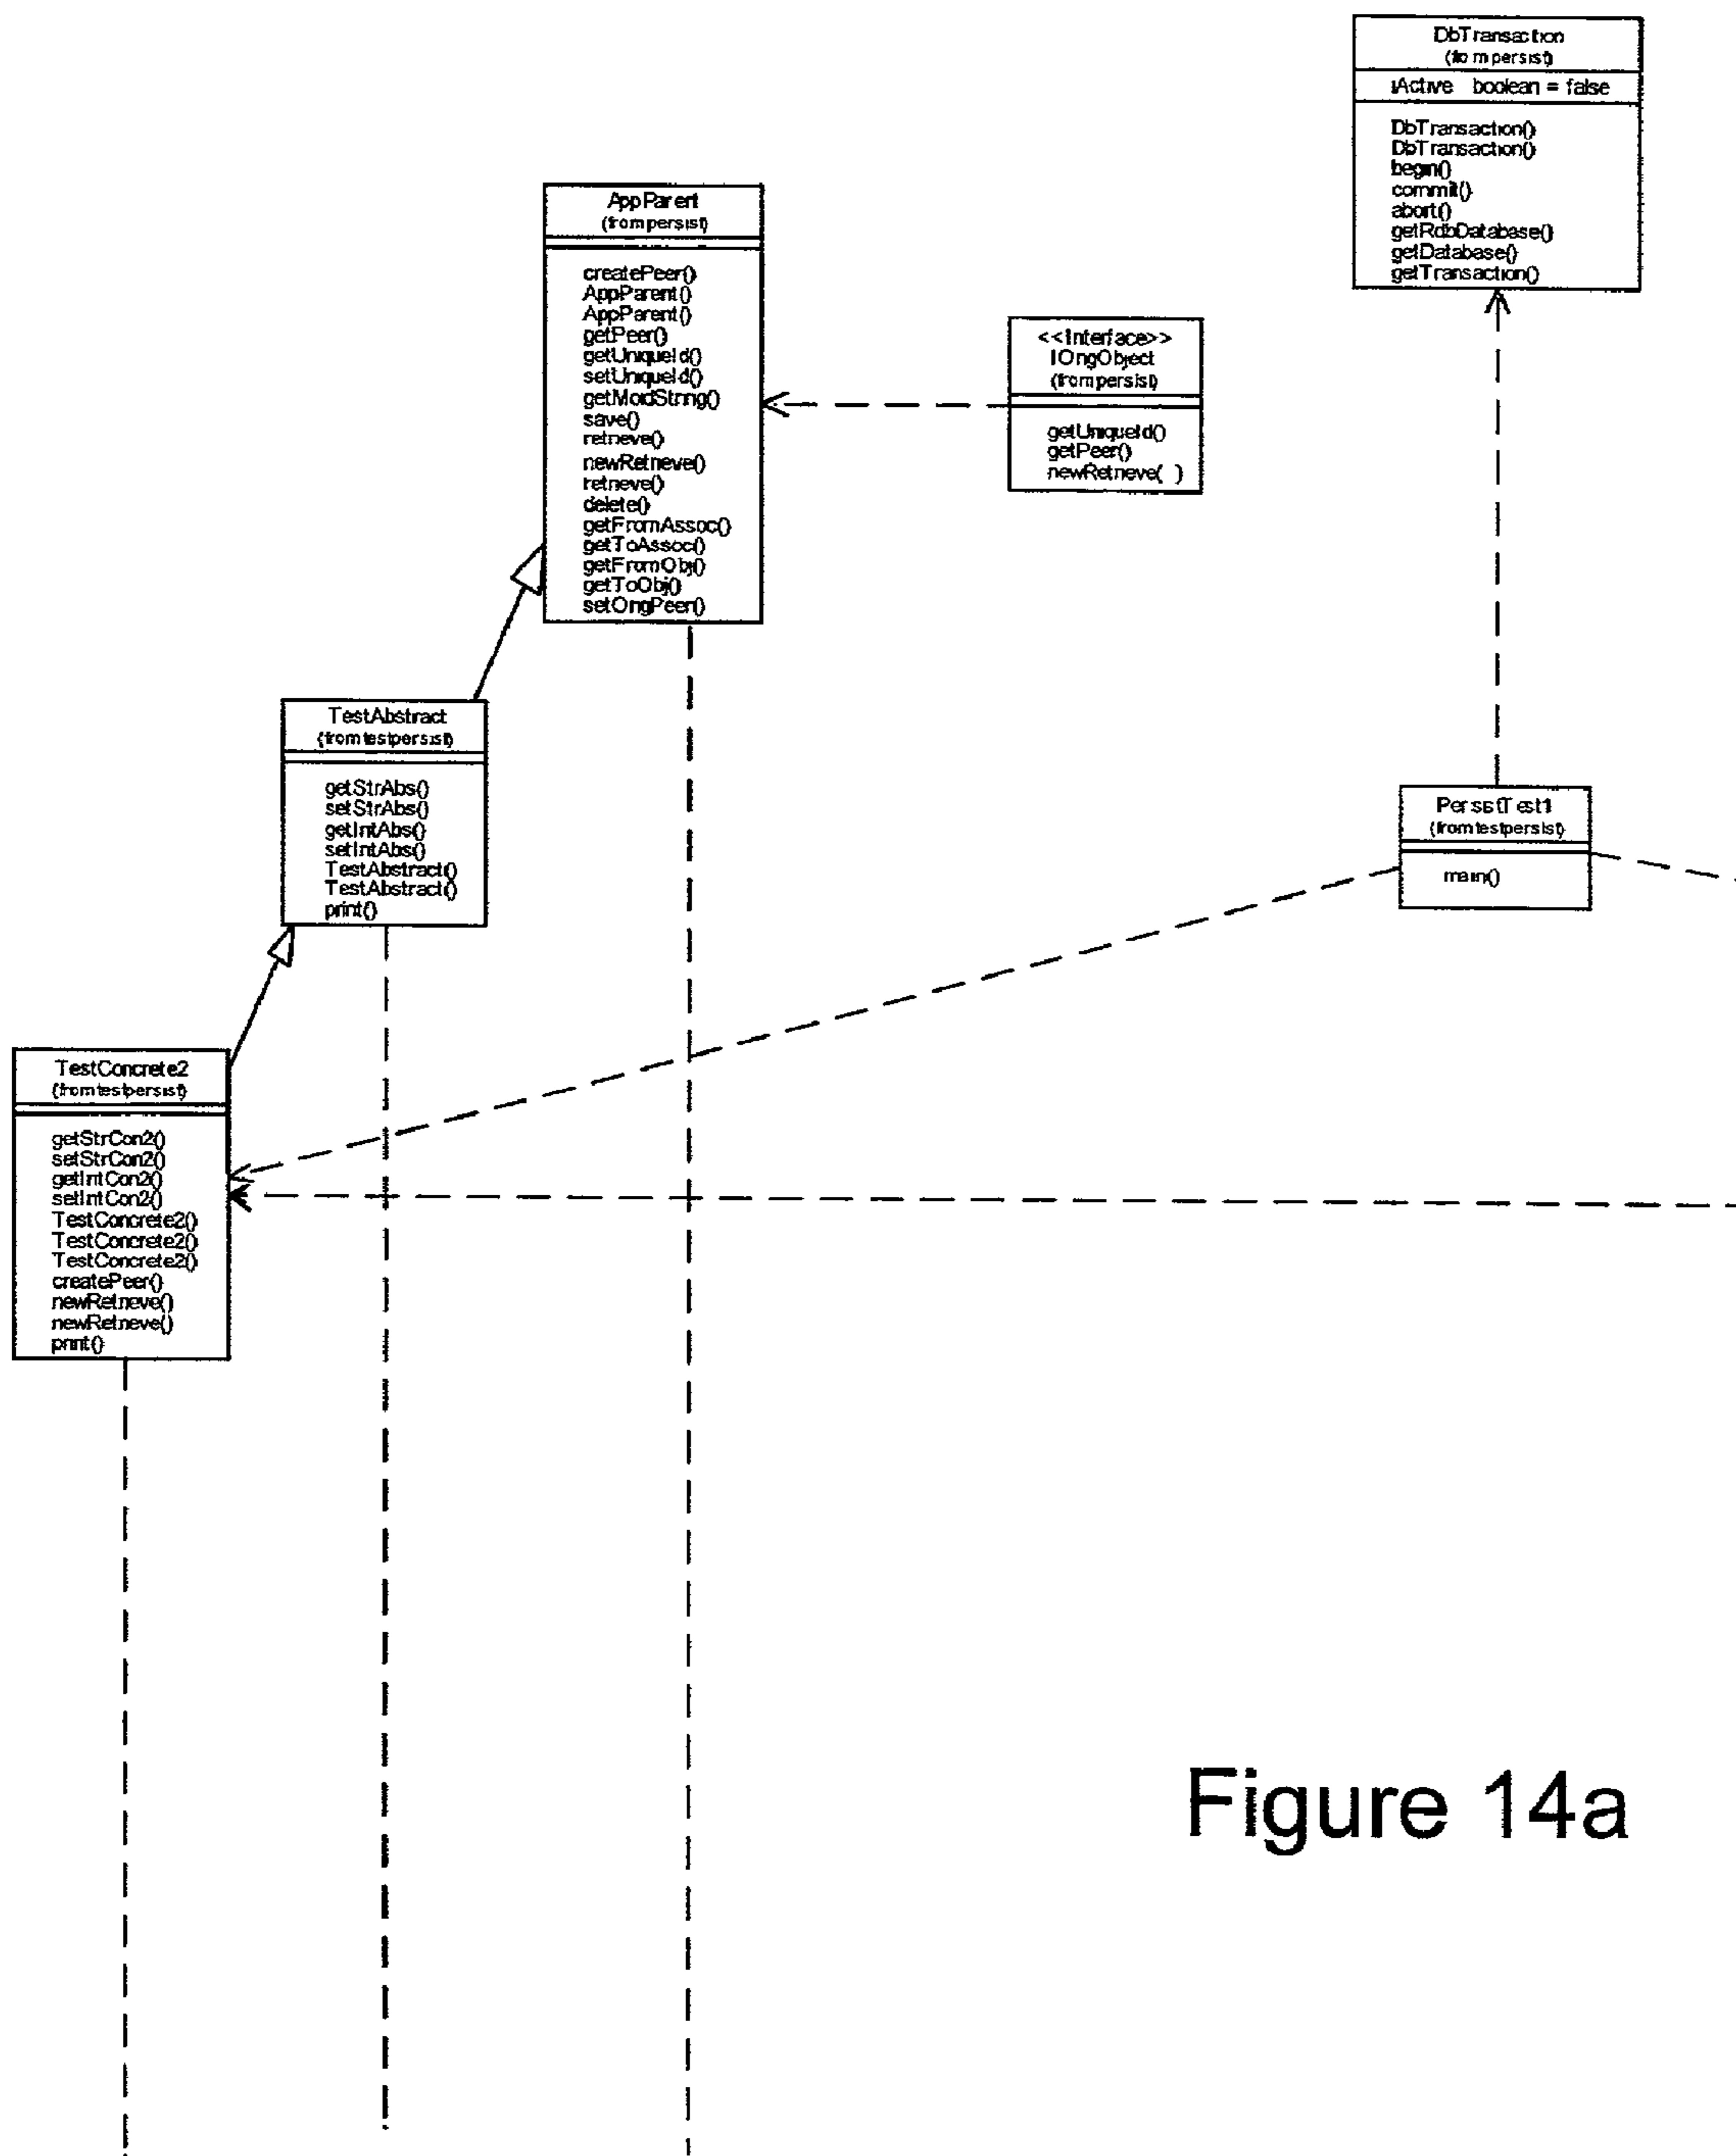 DbTransaction
(from persist)
iActive boolean = false
DbTransaction()
DbTransaction()
begin()
commit()
abort()
getRdbDatabase()
getDatabase()
getTransaction()
AppParent
(from persist)
createPeer()
AppParent()
AppParent()
getPeer()
getUniqueId()
setUniqueId()
getModString()
save()
retrieve()
newRetrieve()
retrieve()
delete()
getFromAssoc()
getToAssoc()
getFromObj()
getToObj()
setOrigPeer()
<<Interface>>
IOrigObject
(from persist)
getUniqueId()
getPeer()
newRetrieve( )
TestAbstract
(from testpersist)
getStrAbs()
setStrAbs()
getIntAbs()
setIntAbs()
TestAbstract()
TestAbstract()
print()
PersistTest1
(from testpersist)
main()
TestConcrete2
(from testpersist)
getStrCon2()
setStrCon2()
getIntCon2()
setIntCon2()
TestConcrete2()
TestConcrete2()
TestConcrete2()
createPeer()
newRetrieve()
newRetrieve()
print()
Figure 14a